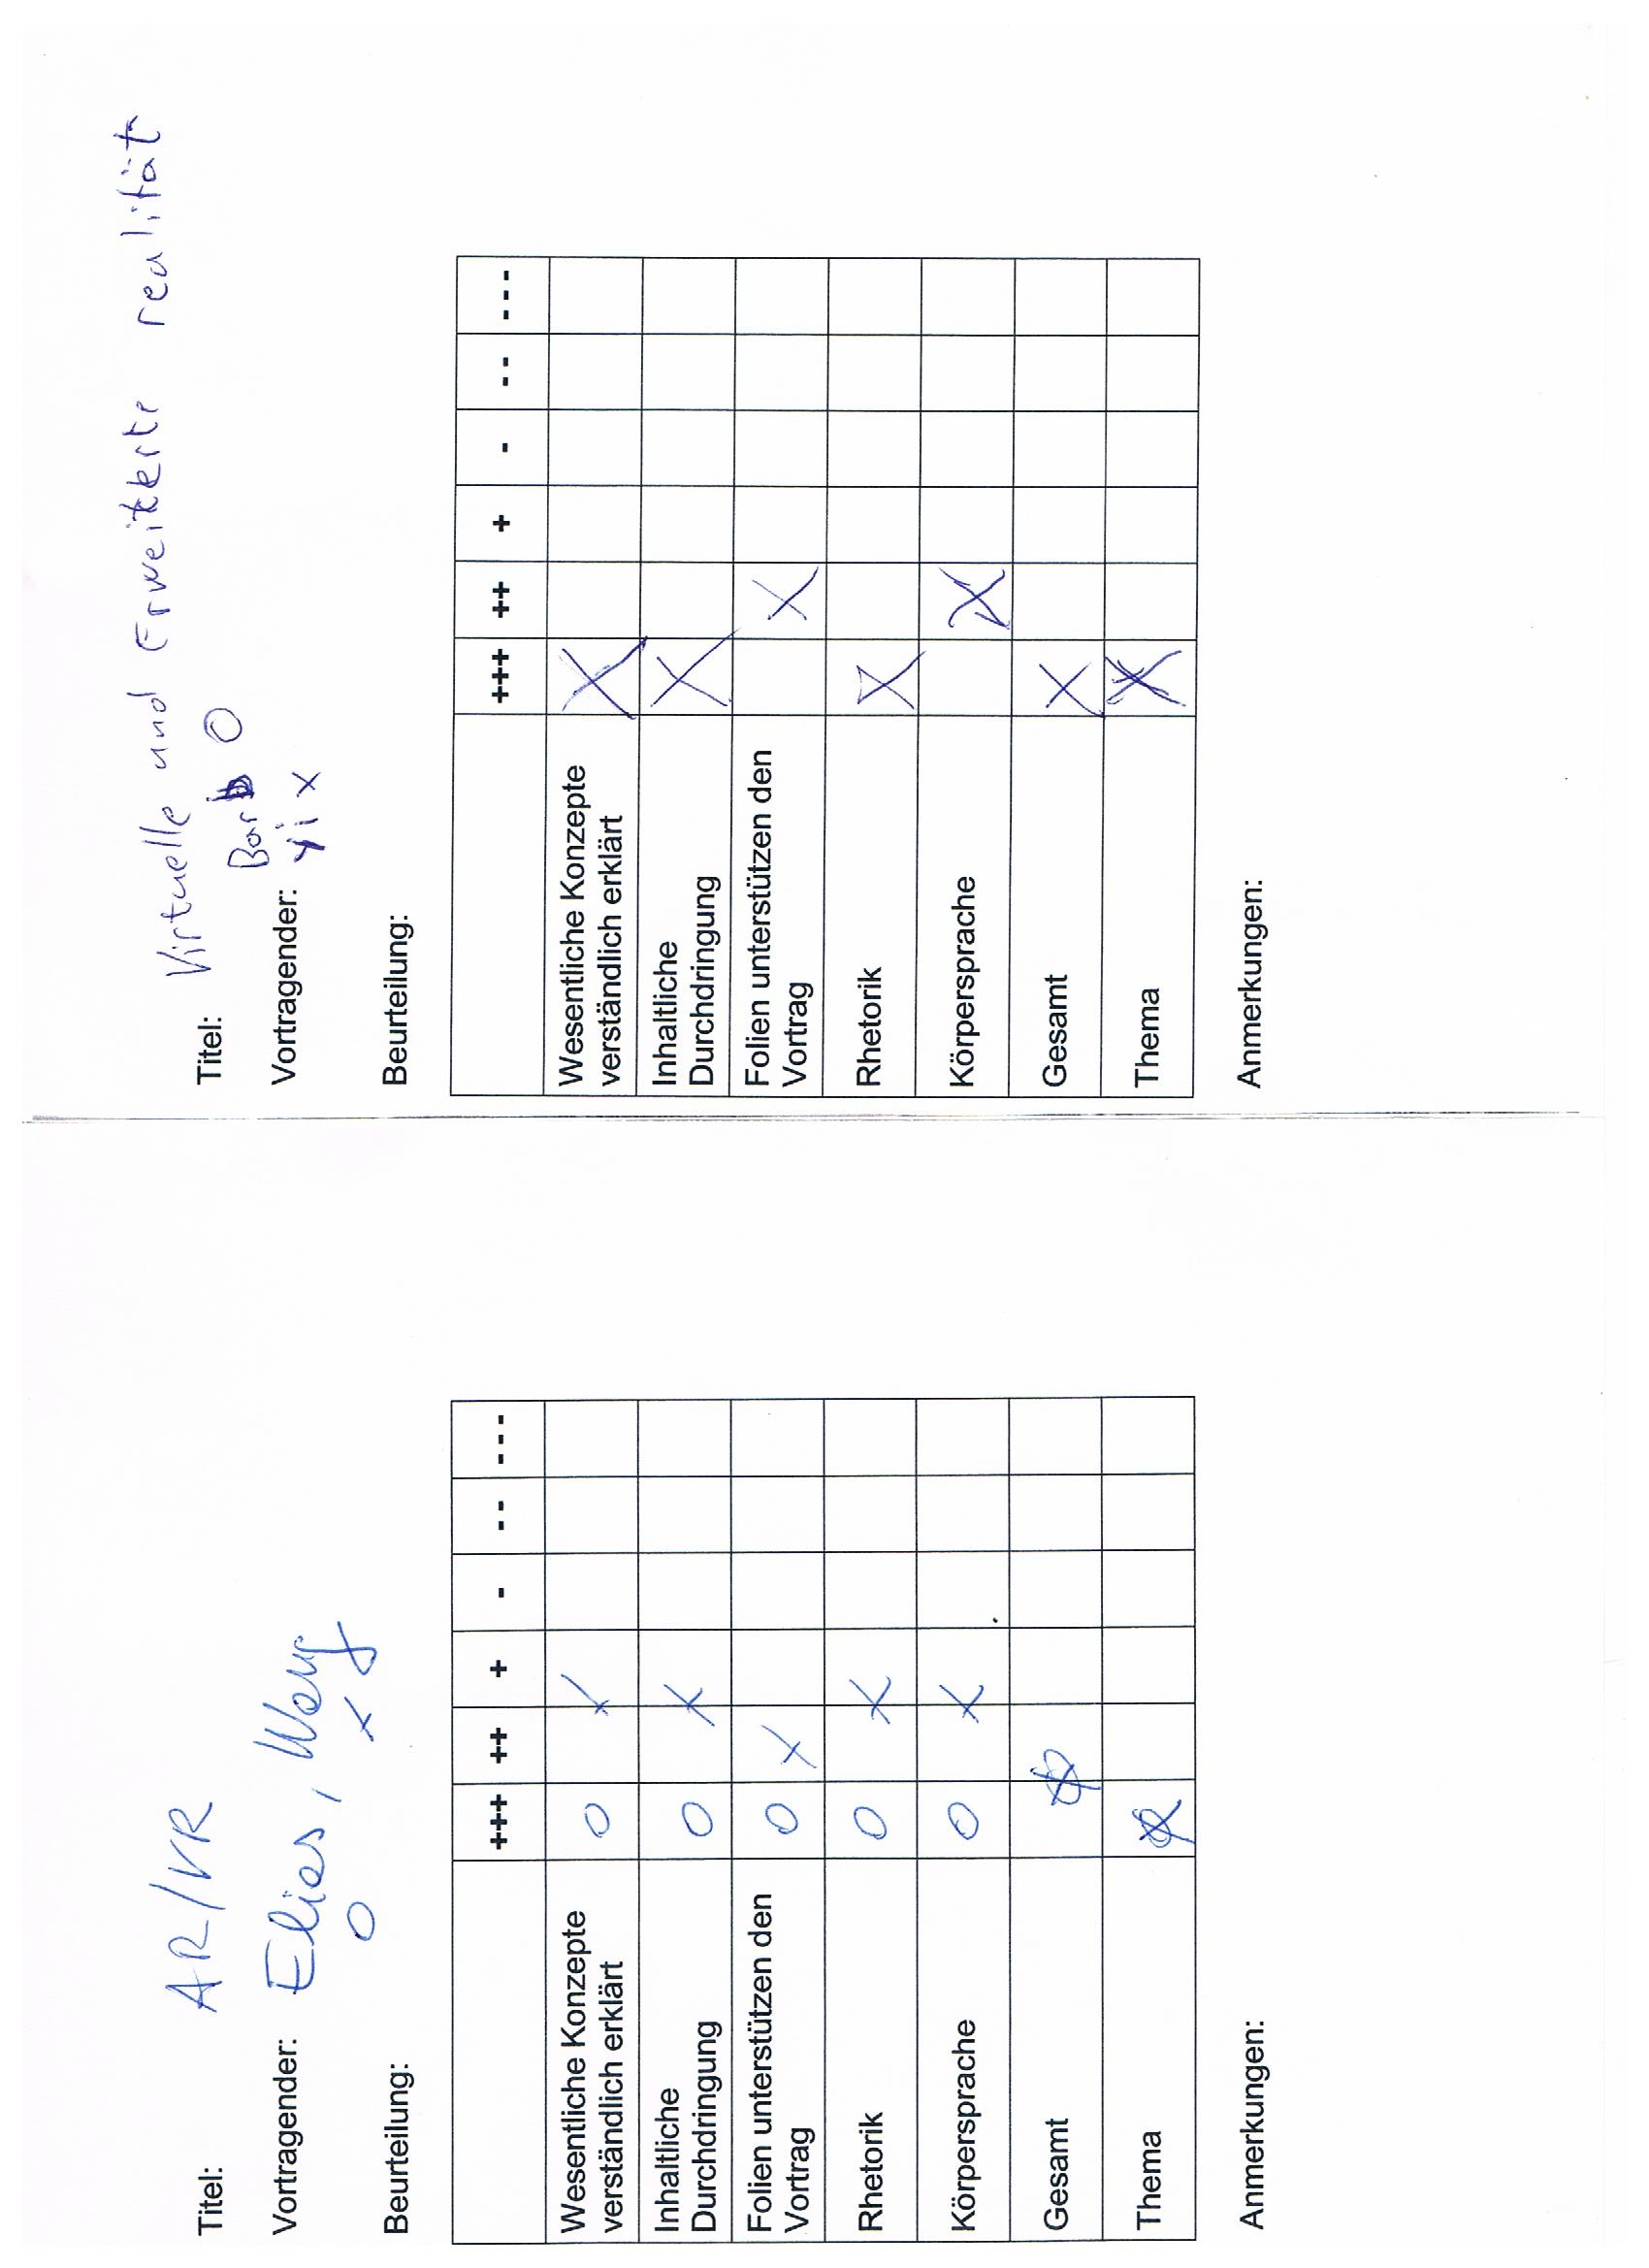 Titel: AR/VR
Vortragender: Elias, Wang
O x
Beurteilung:
+++ ++ + - -- ---
Wesentliche Konzepte
verständlich erklärt O x
Inhaltliche
Durchdringung O x
Folien unterstützen den
Vortrag O x
Rhetorik O x
Körpersprache O x
Gesamt O x
Thema O x
Anmerkungen:
Virtuelle und Erweiterte realität
Titel:
O
Vortragender: yi x
Beurteilung:
+++ ++ + - -- ---
Wesentliche Konzepte
verständlich erklärt X
Inhaltliche
Durchdringung X
Folien unterstützen den
Vortrag X
Rhetorik X
Körpersprache X
Gesamt X
Thema X
Anmerkungen: